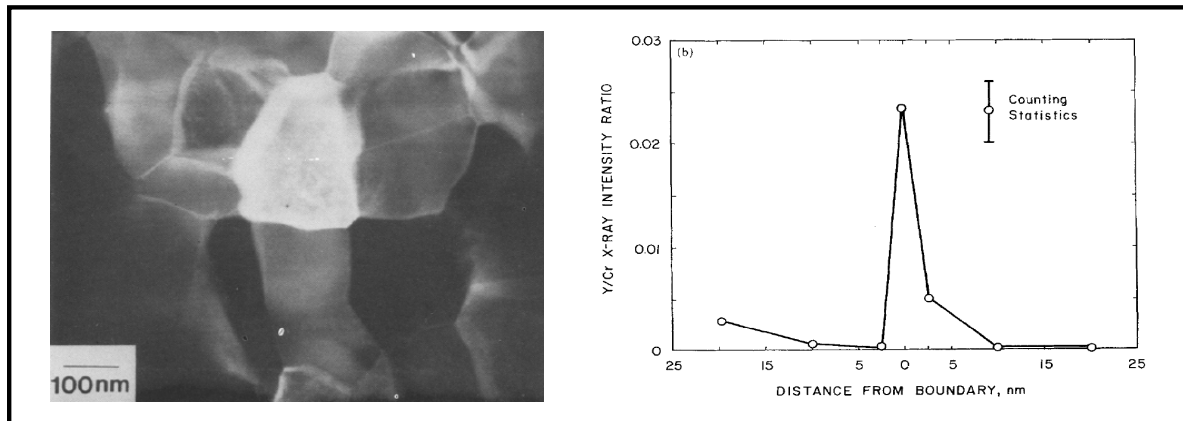 100nm
(b)
Y/Cr X-RAY INTENSITY RATIO
0.03
0.02
0.01
0
Counting
Statistics
25 15 5 0 5 15 25
DISTANCE FROM BOUNDARY, nm